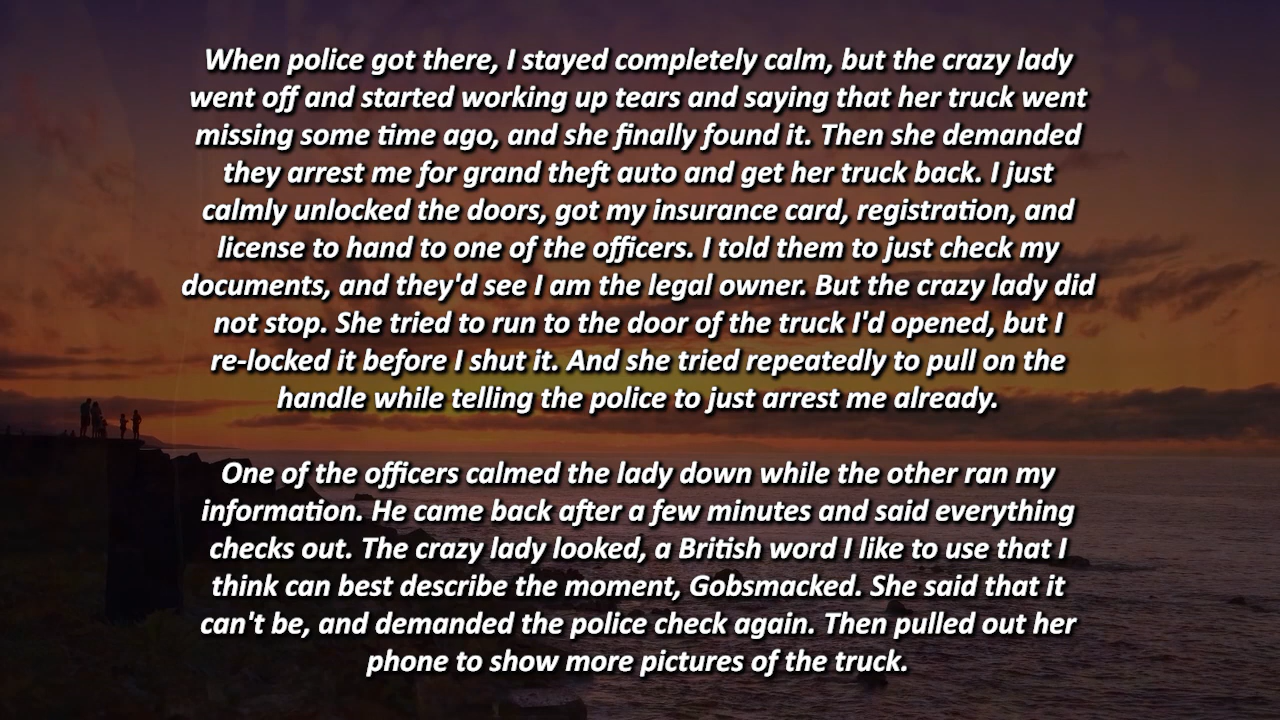 When police got there, I stayed completely calm, but the crazy lady
went off and started working up tears and saying that her truck went
missing some time ago, and she finally found it. Then she demanded
they arrest me for grand theft auto and get her truck back. I just
calmly unlocked the doors, got my insurance card, registration, and
license to hand to one of the officers. I told them to just check my
documents, and they'd see I am the legal owner. But the crazy lady did
not stop. She tried to run to the door of the truck I'd opened, but I
re-locked it before I shut it. And she tried repeatedly to pull on the
handle while telling the police to just arrest me already.
One of the officers calmed the lady down while the other ran my
information. He came back after a few minutes and said everything
checks out. The crazy lady looked, a British word I like to use that I
think can best describe the moment, Gobsmacked. She said that it
can't be, and demanded the police check again. Then pulled out her
phone to show more pictures of the truck.